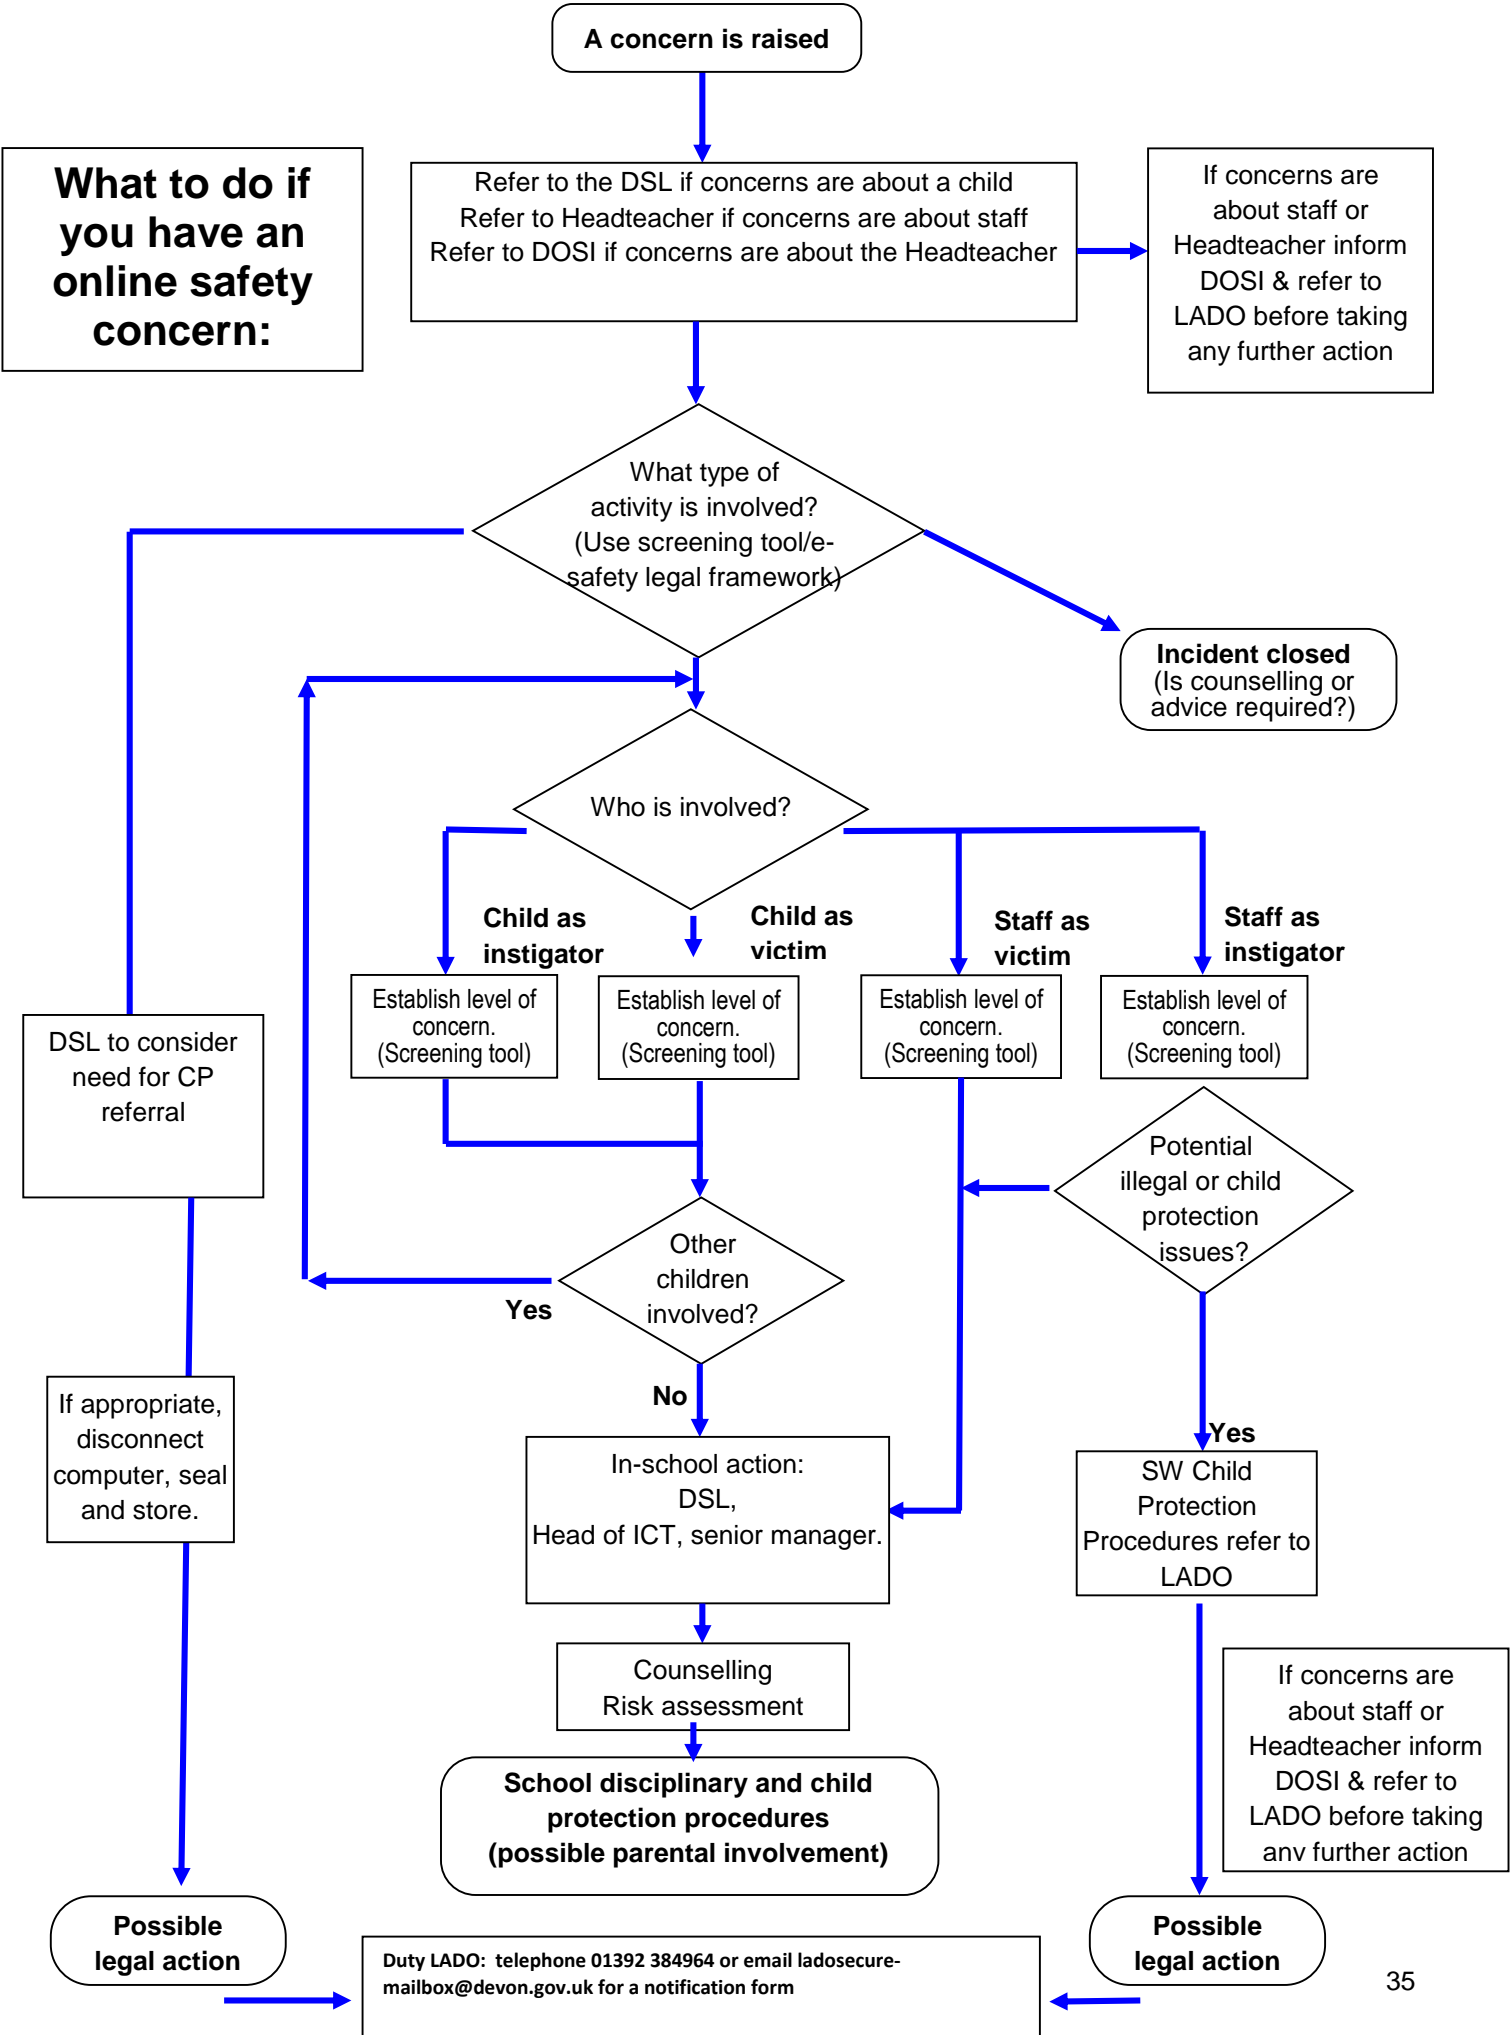 A concern is raised
What to do if
you have an
online safety
concern:
Refer to the DSL if concerns are about a child
Refer to Headteacher if concerns are about staff
Refer to DOSI if concerns are about the Headteacher
If concerns are
about staff or
Headteacher inform
DOSI & refer to
LADO before taking
any further action
What type of
activity is involved?
(Use screening tool/e-
safety legal framework)
Incident closed
(Is counselling or
advice required?)
Who is involved?
Child as
instigator
Child as
victim
Staff as
victim
Staff as
instigator
Establish level of
concern.
(Screening tool)
Establish level of
concern.
(Screening tool)
Establish level of
concern.
(Screening tool)
Establish level of
concern.
(Screening tool)
DSL to consider
need for CP
referral
Potential
illegal or child
protection
issues?
Other
children
involved?
Yes
No
If appropriate,
disconnect
computer, seal
and store.
In-school action:
DSL,
Head of ICT, senior manager.
Yes
SW Child
Protection
Procedures refer to
LADO
Counselling
Risk assessment
If concerns are
about staff or
Headteacher inform
DOSI & refer to
LADO before taking
any further action
School disciplinary and child
protection procedures
(possible parental involvement)
Possible
legal action
Possible
legal action
Duty LADO: telephone 01392 384964 or email ladosecure-
mailbox@devon.gov.uk for a notification form
35